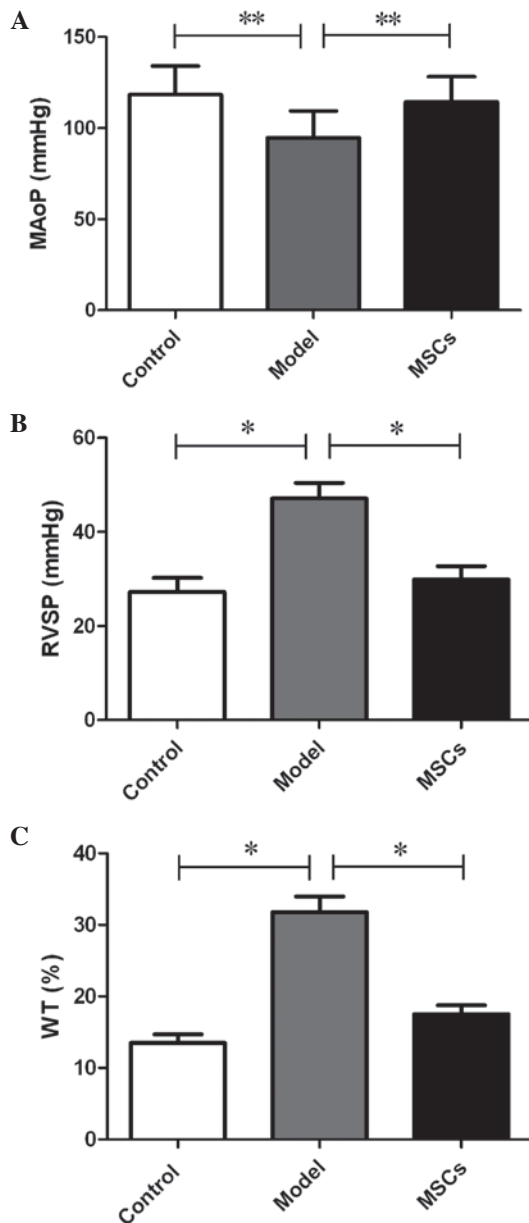 A
** **
150
100
50
0
MAoP (mmHg)
Control Model MSCs
B
* *
60
40
20
0
RVSP (mmHg)
Control Model MSCs
C
* *
40
30
20
10
0
WT (%)
Control Model MSCs